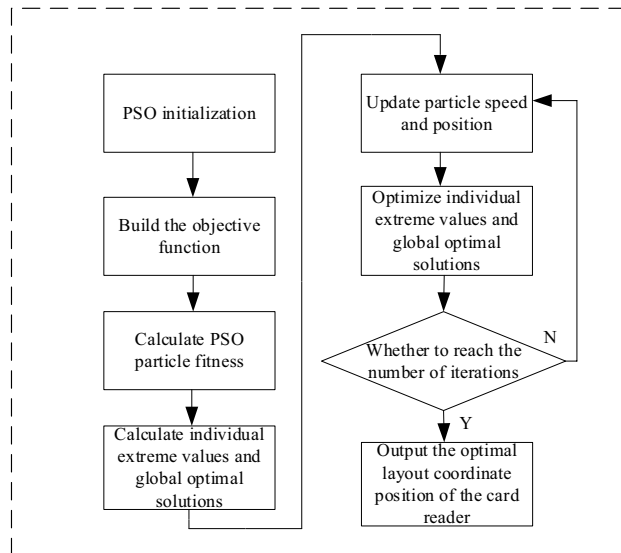 PSO initialization
Build the objective
function
Calculate PSO
particle fitness
Calculate individual
extreme values and
global optimal
solutions
Update particle speed
and position
Optimize individual
extreme values and
global optimal
solutions
Whether to reach the
number of iterations
N
Y
Output the optimal
layout coordinate
position of the card
reader